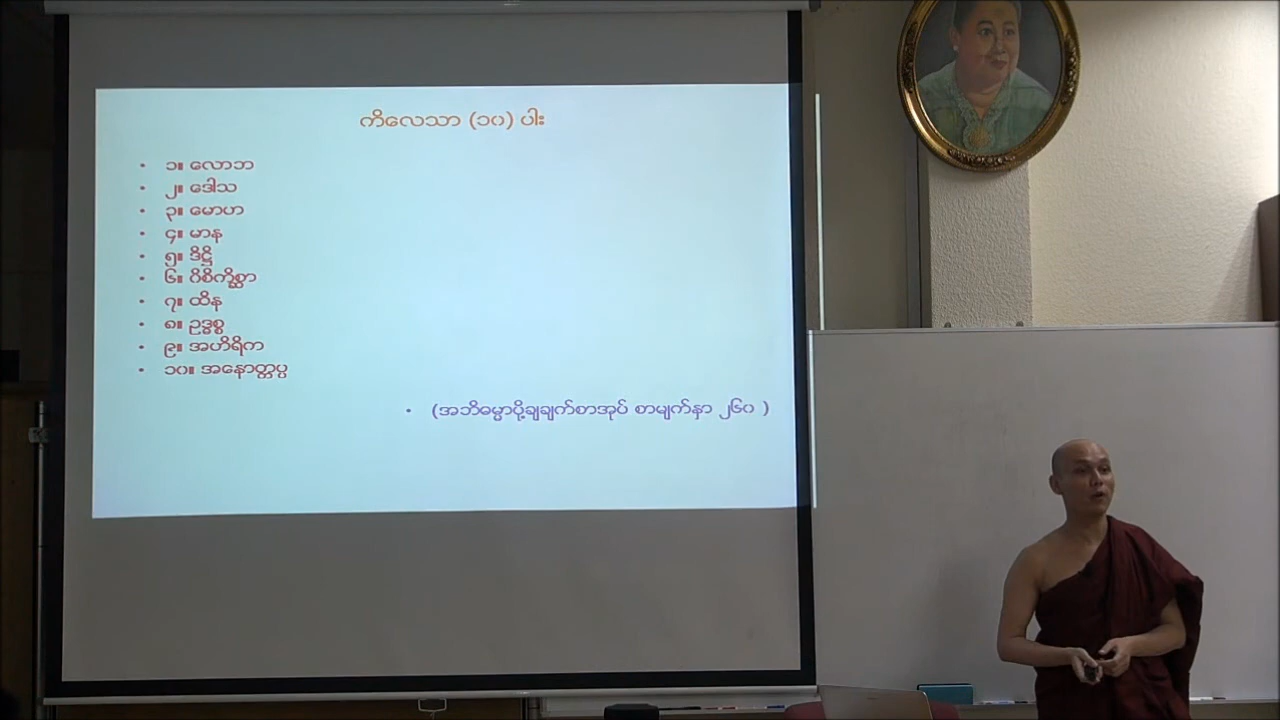 ကိလေသာ (၁၀) ပါး
• ၁။ လောဘ
• ၂။ ဒေါသ
• ၃။ မောဟ
• ၄။ မာန
• ၅။ ဒိဋ္ဌိ
• ၆။ ဝိစိကိစ္ဆာ
• ၇။ ထိန
• ၈။ ဥဒ္ဓစ္စ
• ၉။ အဟိရိက
• ၁၀။ အနောတ္တပ္ပ
• (အဘိဓမ္မာပို့ချချက်စာအုပ် စာမျက်နှာ ၂၆၀ )